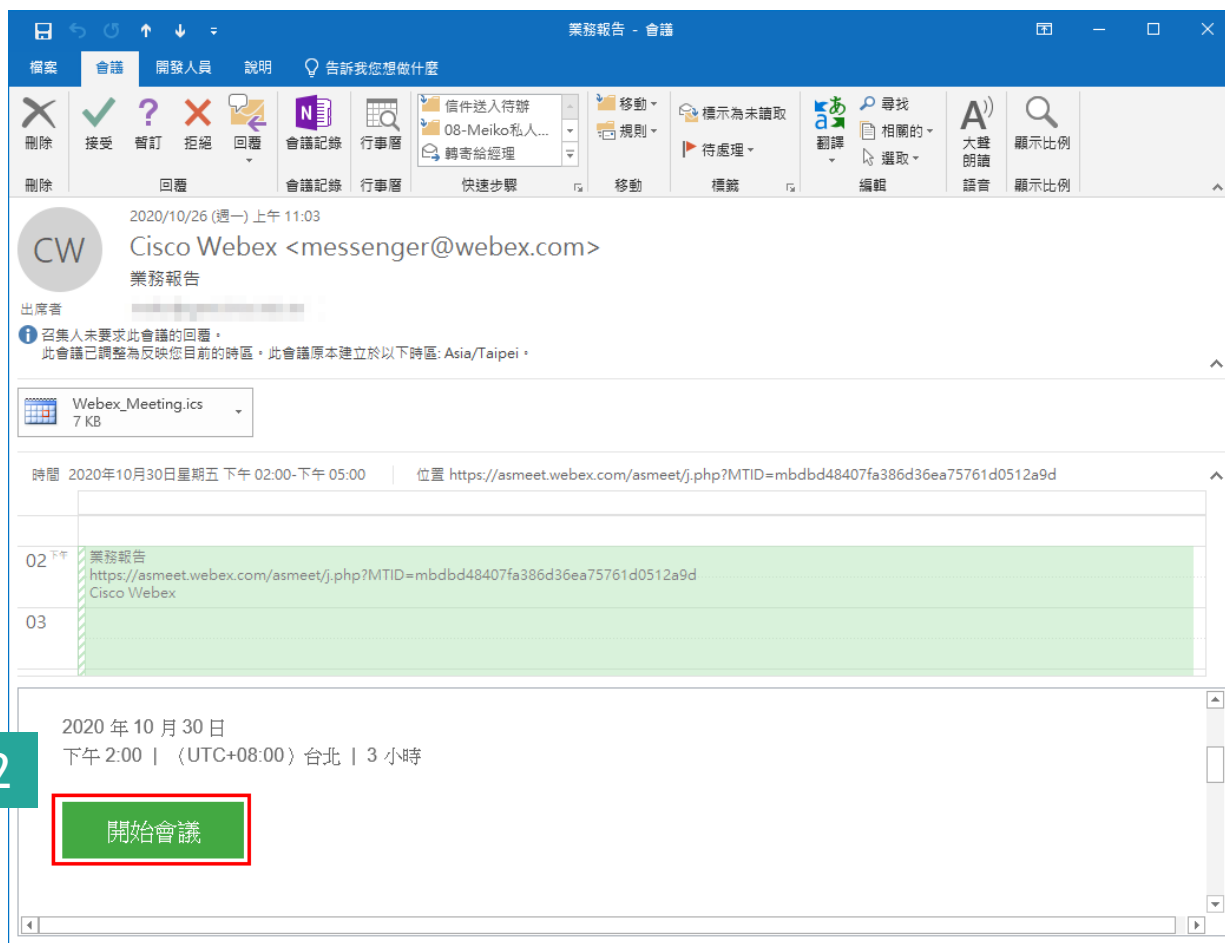 業務報告 - 會議
檔案 會議 開發人員 說明 告訴我您想做什麼
刪除 接受 暫訂 拒絕 回覆 會議記錄 行事曆 信件送入待辦 08-Meiko私人... 轉寄給經理 移動 規則 標示為未讀取 待處理 翻譯 尋找 相關的 選取 大聲朗讀 顯示比例
刪除 回覆 會議記錄 行事曆 快速步驟 移動 標籤 編輯 語音 顯示比例
2020/10/26 (週一) 上午 11:03
CW
Cisco Webex <messenger@webex.com>
業務報告
出席者
召集人未要求此會議的回覆。
此會議已調整為反映您目前的時區。此會議原本建立於以下時區: Asia/Taipei。
Webex_Meeting.ics
7 KB
時間 2020年10月30日星期五 下午 02:00-下午 05:00 位置 https://asmeet.webex.com/asmeet/j.php?MTID=mbdbd48407fa386d36ea75761d0512a9d
02 下午 業務報告
https://asmeet.webex.com/asmeet/j.php?MTID=mbdbd48407fa386d36ea75761d0512a9d
Cisco Webex
03
2020 年 10 月 30 日
下午 2:00 | （UTC+08:00）台北 | 3 小時
2
開始會議